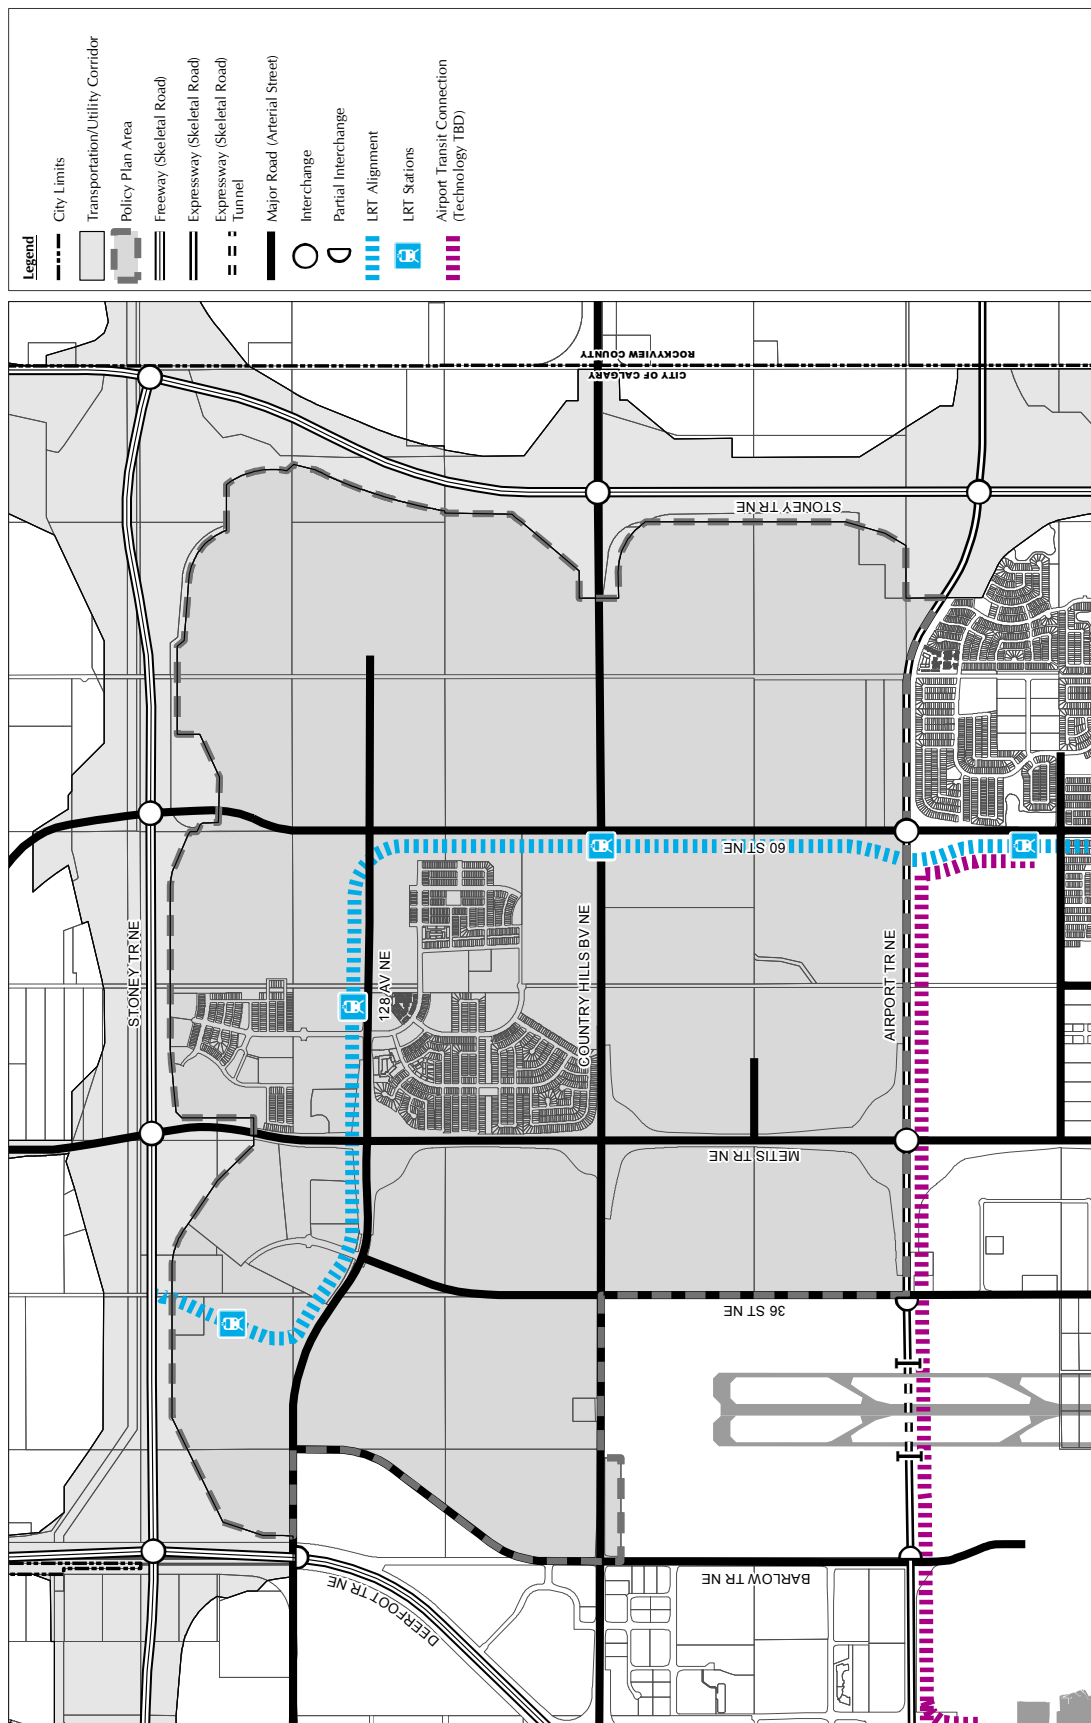 Legend
City Limits
Transportation/Utility Corridor
Policy Plan Area
Freeway (Skeletal Road)
Expressway (Skeletal Road)
Expressway (Skeletal Road)
Tunnel
Major Road (Arterial Street)
Interchange
Partial Interchange
LRT Alignment
LRT Stations
Airport Transit Connection
(Technology TBD)
ROCKYVIEW COUNTY
CITY OF CALGARY
STONEY TR NE
STONEY TR NE
60 ST NE
128 AV NE
COUNTRY HILLS BV NE
AIRPORT TR NE
METIS TR NE
36 ST NE
BARLOW TR NE
DEERFOOT TR NE